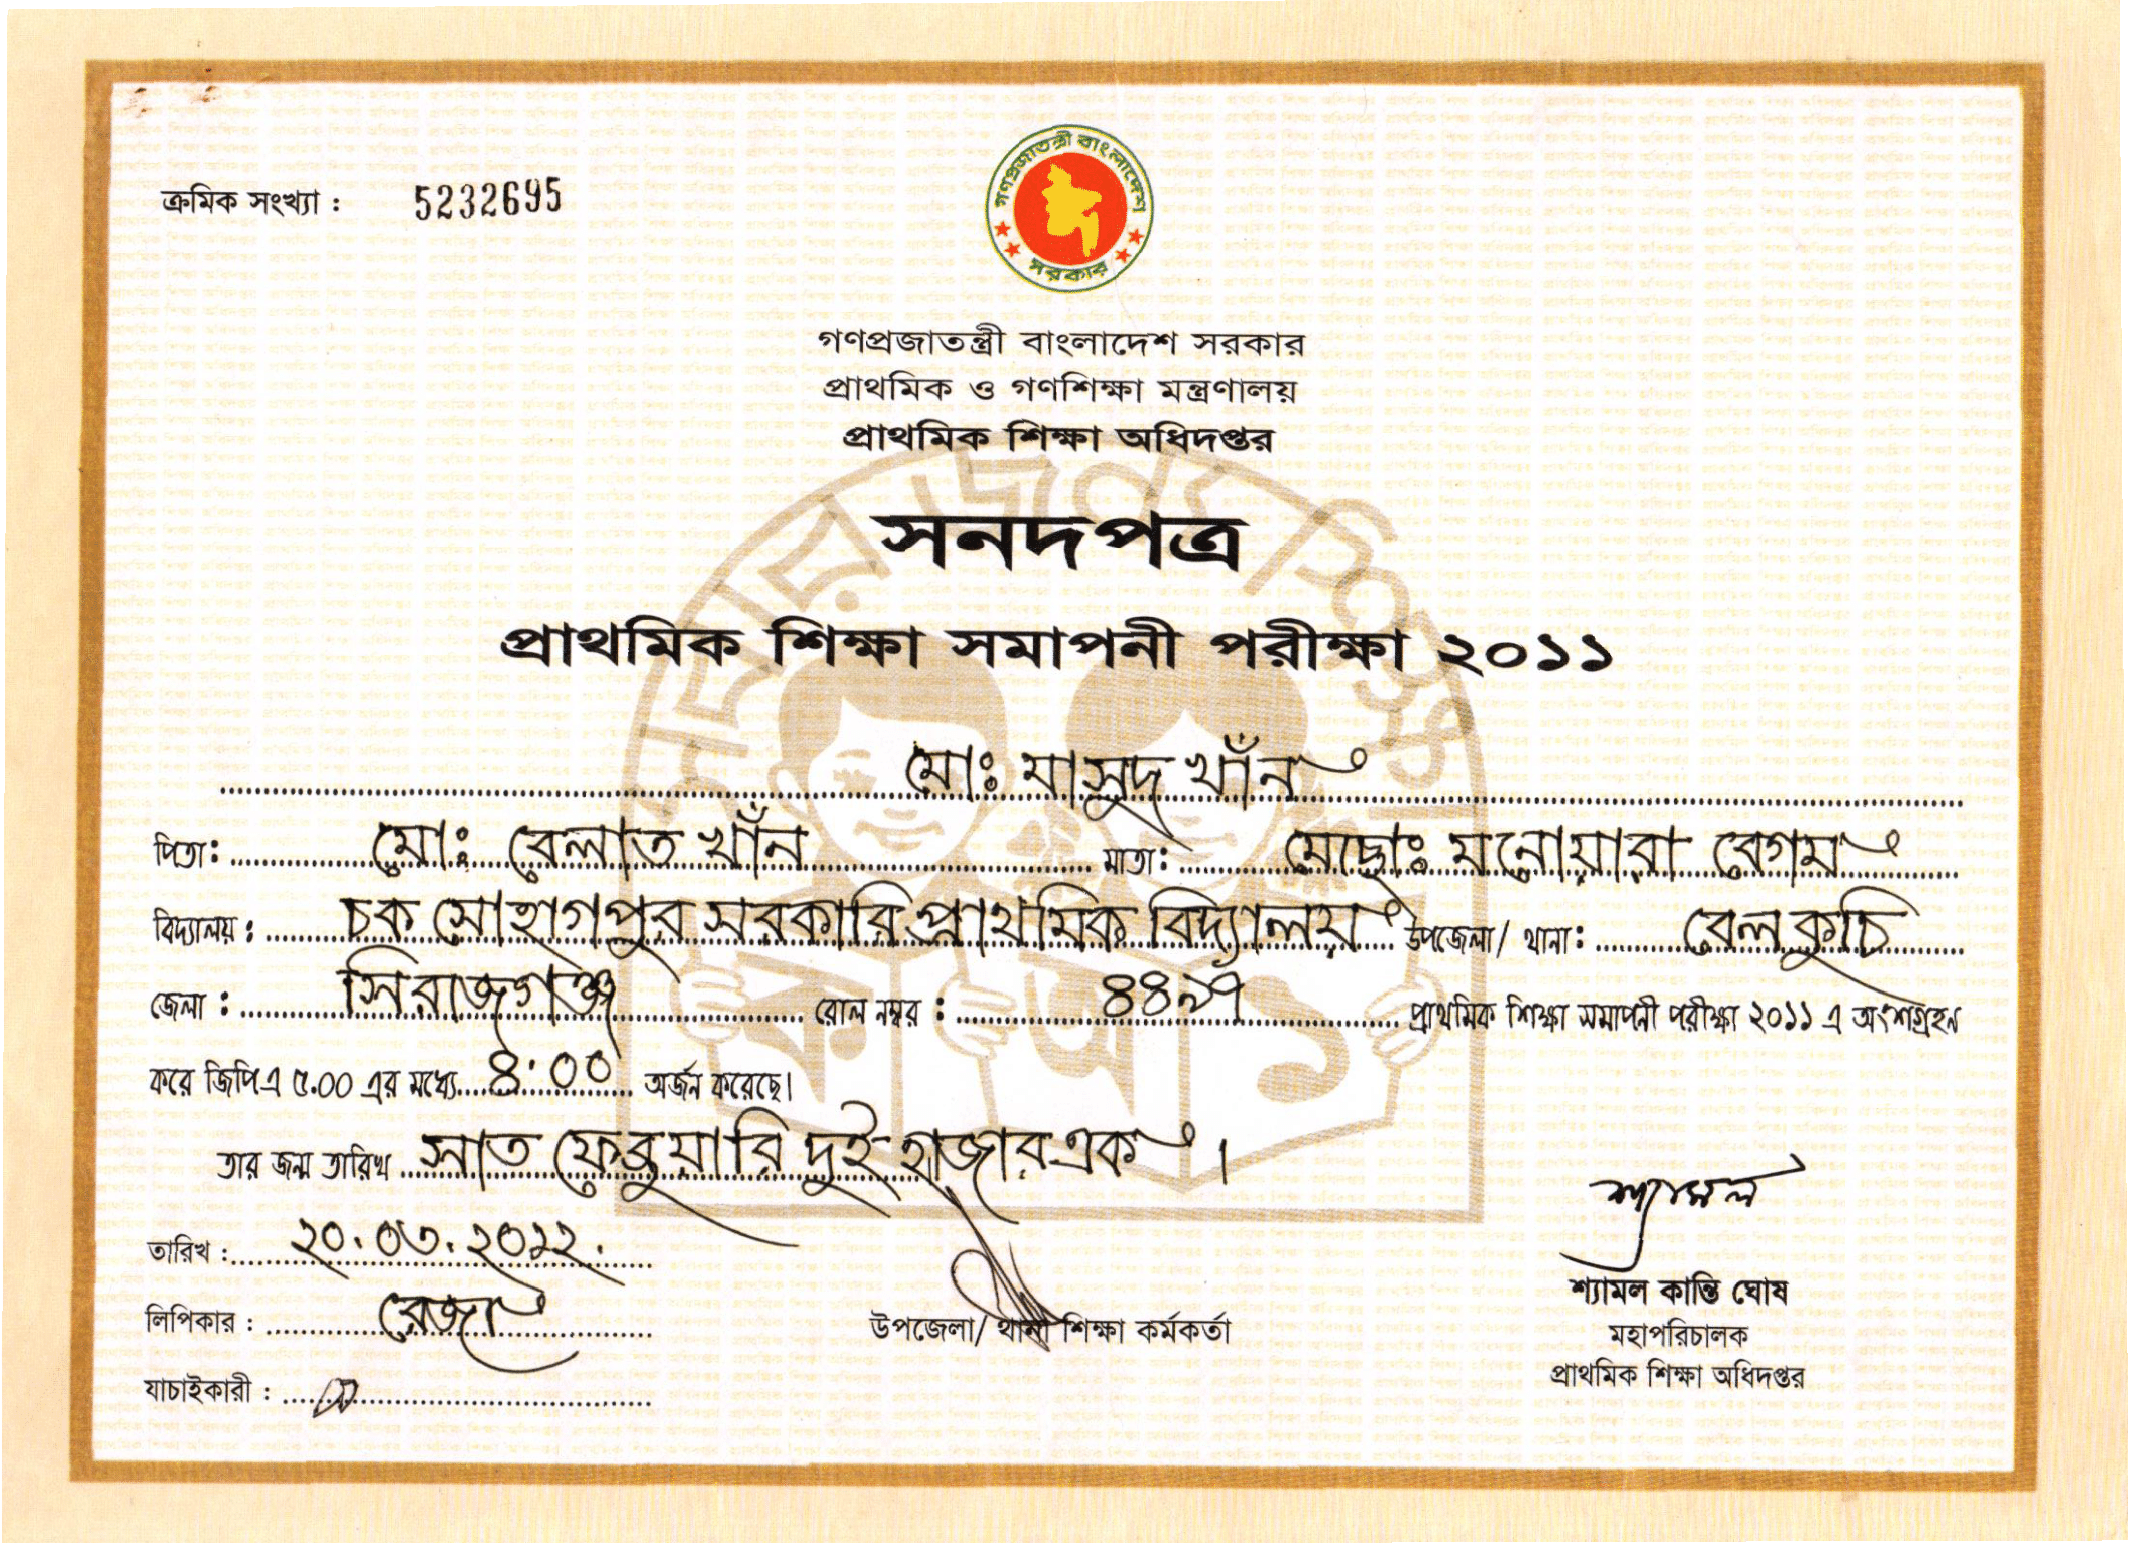 ক্রমিক সংখ্যা : 5232695
গণপ্রজাতন্ত্রী বাংলাদেশ
সরকার
গণপ্রজাতন্ত্রী বাংলাদেশ সরকার
প্রাথমিক ও গণশিক্ষা মন্ত্রণালয়
প্রাথমিক শিক্ষা অধিদপ্তর
সনদপত্র
প্রাথমিক শিক্ষা সমাপনী পরীক্ষা ২০১১
মোঃ মাসুদ খাঁন
পিতা: মোঃ বেলাত খাঁন মাতা: মোছোঃ মনোয়ারা বেগম
বিদ্যালয় : চক সোহাগপুর সরকারি প্রাথমিক বিদ্যালয় উপজেলা/ থানা: বেলকুচি
জেলা : সিরাজগঞ্জ রোল নম্বর : ৪৪৯৭ প্রাথমিক শিক্ষা সমাপনী পরীক্ষা ২০১১ এ অংশগ্রহন
করে জিপিএ ৫.০০ এর মধ্যে ৪.০০ অর্জন করেছে।
তার জন্ম তারিখ সাত ফেব্রুয়ারি দুই হাজার এক।
শ্যামল
তারিখ : ২০.০৩.২০১২.
লিপিকার : রেজা
উপজেলা/ থানা শিক্ষা কর্মকর্তা
শ্যামল কান্তি ঘোষ
মহাপরিচালক
প্রাথমিক শিক্ষা অধিদপ্তর
যাচাইকারী :